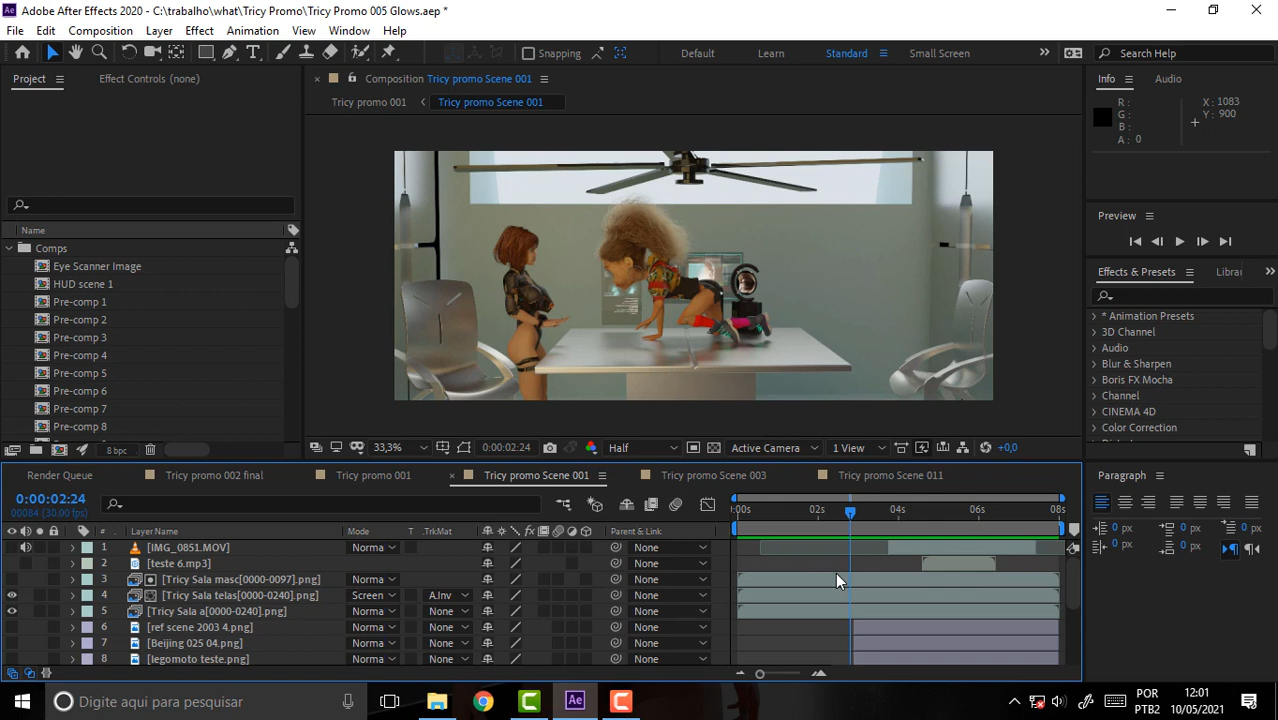 Adobe After Effects 2020 - C:\trabalho\what\Tricy Promo\Tricy Promo 005 Glows.aep *
File Edit Composition Layer Effect Animation View Window Help
Snapping Default Learn Standard Small Screen Search Help
Project Effect Controls (none)
Composition Tricy promo Scene 001
Tricy promo 001 Tricy promo Scene 001
Name
Comps
Eye Scanner Image
HUD scene 1
Pre-comp 1
Pre-comp 2
Pre-comp 3
Pre-comp 4
Pre-comp 5
Pre-comp 6
Pre-comp 7
Pre-comp 8
8 bpc
33,3% 0:00:02:24 Half Active Camera 1 View +0,0
Info Audio
R : X : 1083
G : Y : 900
B :
A : 0
Preview
Effects & Presets Librai
* Animation Presets
3D Channel
Audio
Blur & Sharpen
Boris FX Mocha
Channel
CINEMA 4D
Color Correction
Render Queue Tricy promo 002 final Tricy promo 001 Tricy promo Scene 001 Tricy promo Scene 003 Tricy promo Scene 011
0:00:02:24
00084 (30.00 fps)
:00s 02s 04s 06s 08s
# Layer Name Mode T .TrkMat Parent & Link
1 [IMG_0851.MOV] Norma None
2 [teste 6.mp3] None
3 [Tricy Sala masc[0000-0097].png] Norma None
4 [Tricy Sala telas[0000-0240].png] Screen A.Inv None
5 [Tricy Sala a[0000-0240].png] Norma None None
6 [ref scene 2003 4.png] Norma None None
7 [Beijing 025 04.png] Norma None None
8 [legomoto teste.png] Norma None None
Paragraph
0 px 0 px 0 px
0 px 0 px
Digite aqui para pesquisar
Ae
POR
PTB2
12:01
10/05/2021